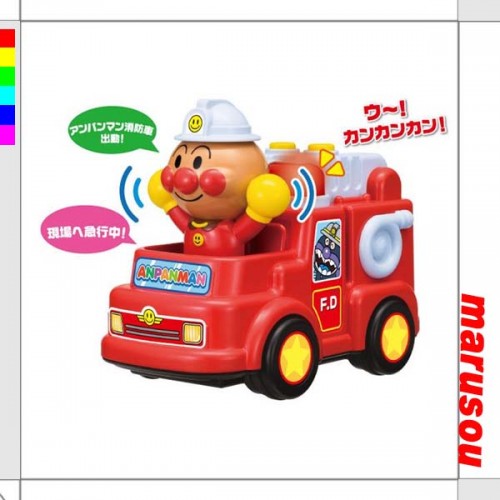 アンパンマン消防車
出動!
ウ~!
カンカンカン!
現場へ急行中!
ANPANMAN
F.D
marusou